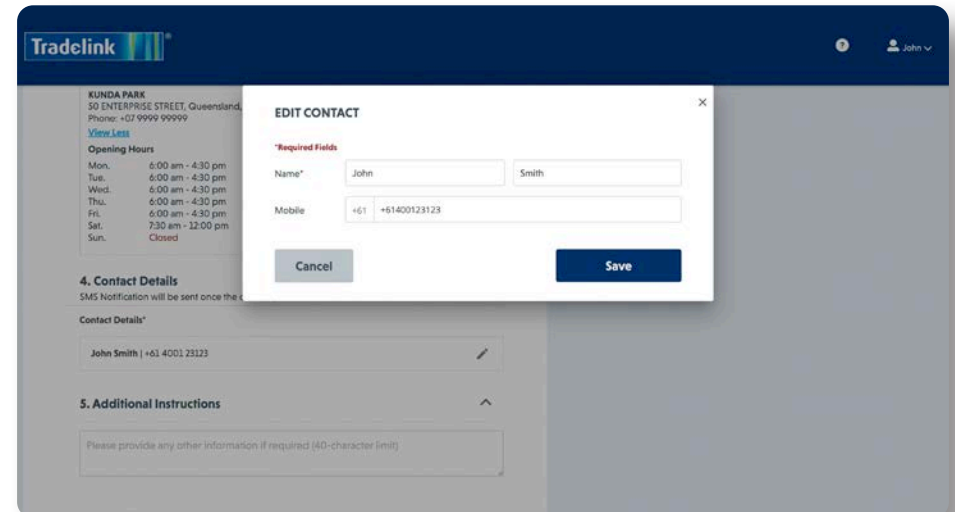 Tradelink
?
John
KUNDA PARK
50 ENTERPRISE STREET, Queensland,
Phone: +07 9999 99999
View Less
Opening Hours
Mon. 6:00 am - 4:30 pm
Tue. 6:00 am - 4:30 pm
Wed. 6:00 am - 4:30 pm
Thu. 6:00 am - 4:30 pm
Fri. 6:00 am - 4:30 pm
Sat. 7:30 am - 12:00 pm
Sun. Closed
EDIT CONTACT
*Required Fields
Name* John Smith
Mobile +61 +61400123123
Cancel Save
4. Contact Details
SMS Notification will be sent once the
Contact Details*
John Smith | +61 4001 23123
5. Additional Instructions
Please provide any other information if required (40-character limit)